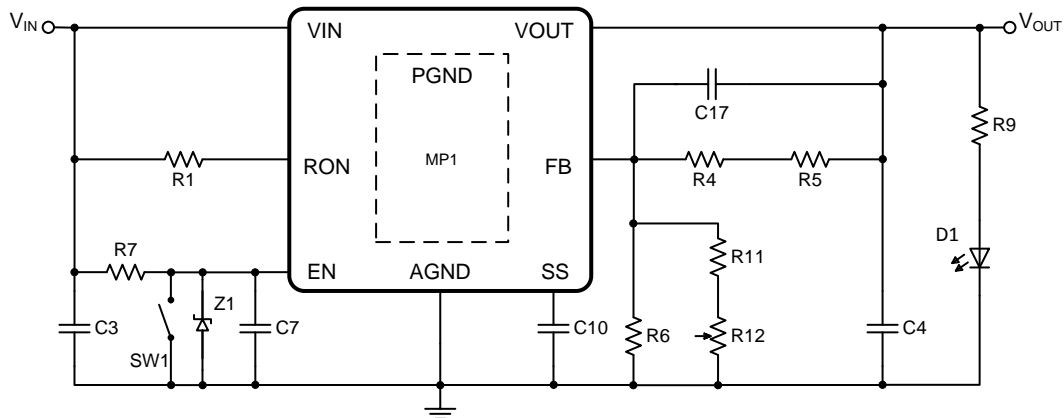 VIN
VOUT
VIN
VOUT
PGND
C17
R9
MP1
RON
FB
R1
R4
R5
R7
R11
D1
EN
AGND
SS
Z1
C3
C7
C10
R6
R12
C4
SW1